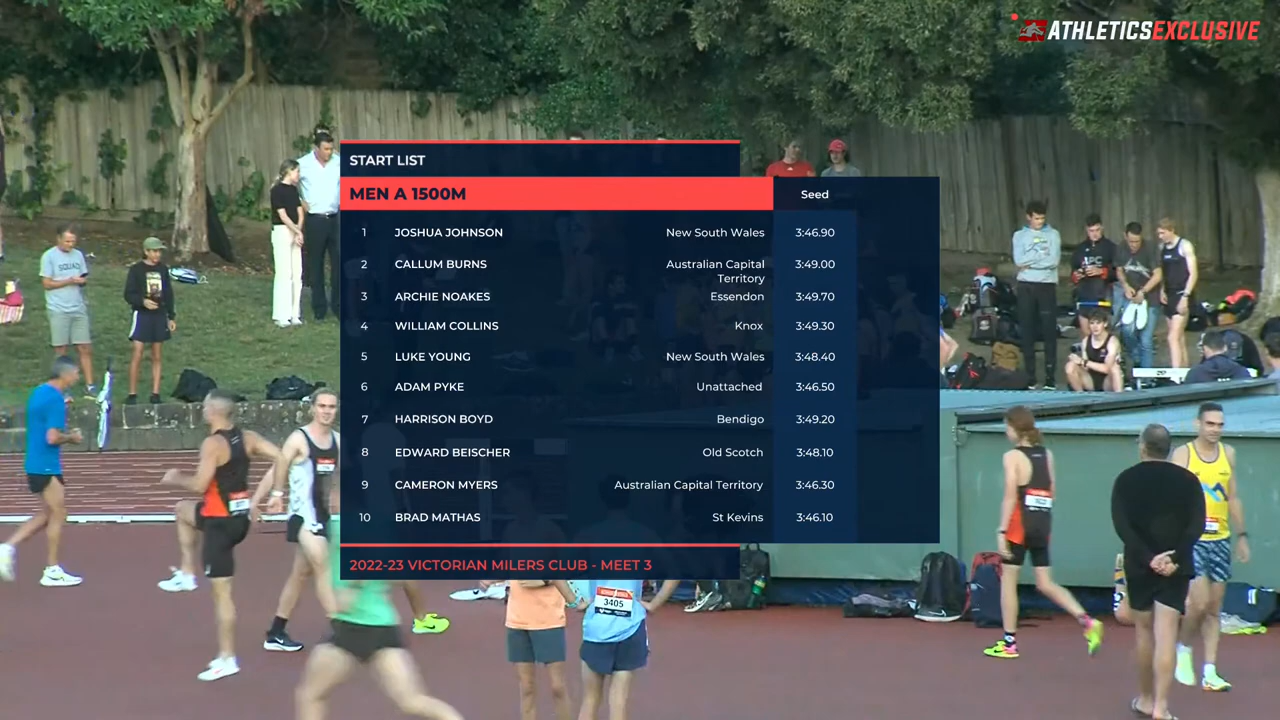 ATHLETICSEXCLUSIVE
START LIST
MEN A 1500M Seed
1 JOSHUA JOHNSON New South Wales 3:46.90
2 CALLUM BURNS Australian Capital Territory 3:49.00
3 ARCHIE NOAKES Essendon 3:49.70
4 WILLIAM COLLINS Knox 3:49.30
5 LUKE YOUNG New South Wales 3:48.40
6 ADAM PYKE Unattached 3:46.50
7 HARRISON BOYD Bendigo 3:49.20
8 EDWARD BEISCHER Old Scotch 3:48.10
9 CAMERON MYERS Australian Capital Territory 3:46.30
10 BRAD MATHAS St Kevins 3:46.10
2022-23 VICTORIAN MILERS CLUB - MEET 3
SQUAD
APC
3405